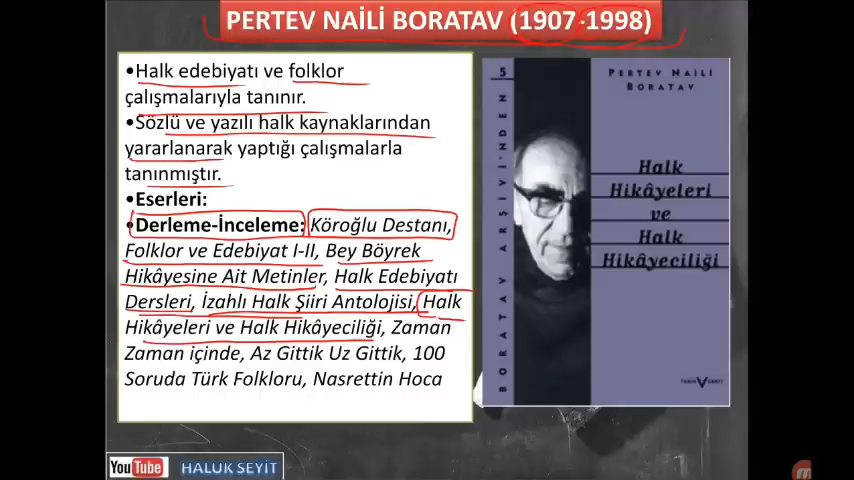 PERTEV NAİLİ BORATAV (1907-1998)
•Halk edebiyatı ve folklor
çalışmalarıyla tanınır.
•Sözlü ve yazılı halk kaynaklarından
yararlanarak yaptığı çalışmalarla
tanınmıştır.
•Eserleri:
•Derleme-İnceleme: Köroğlu Destanı,
Folklor ve Edebiyat I-II, Bey Böyrek
Hikâyesine Ait Metinler, Halk Edebiyatı
Dersleri, İzahlı Halk Şiiri Antolojisi, Halk
Hikâyeleri ve Halk Hikâyeciliği, Zaman
Zaman içinde, Az Gittik Uz Gittik, 100
Soruda Türk Folkloru, Nasrettin Hoca
5
BORATAV ARŞİVİ'NDEN
PERTEV NAİLİ
BORATAV
Halk
Hikâyeleri
ve
Halk
Hikâyeciliği
TARİH VAKFI
YouTube
HALUK SEYİT